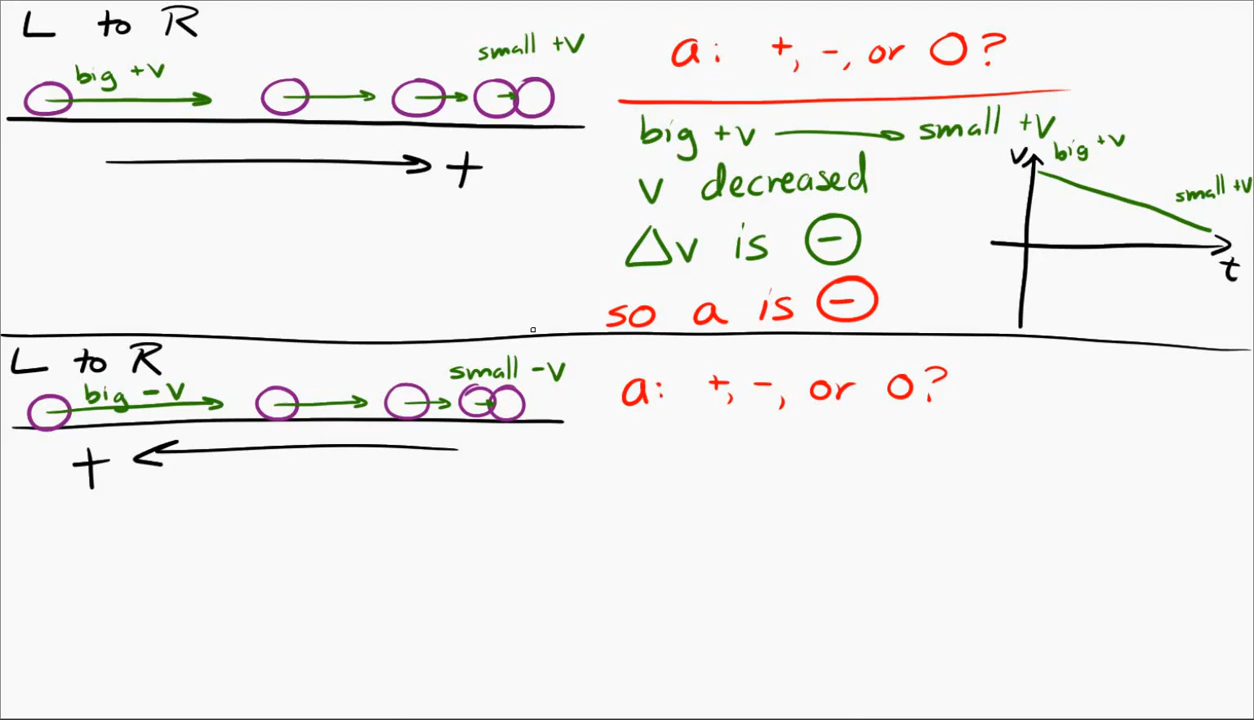 L to R
big +v
small +v
+
a: +, -, or 0?
big +v → small +v
v decreased
Δv is ⊖
so a is ⊖
v
big +v
small +v
t
L to R
big -v
small -v
+
a: +, -, or 0?